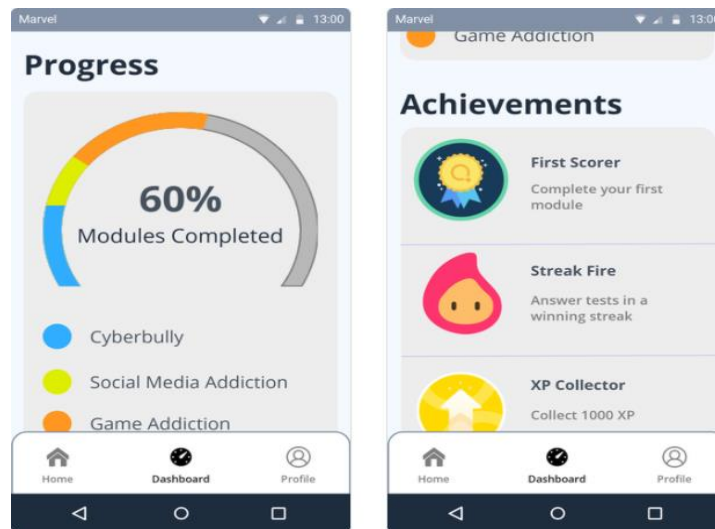 Marvel
13:00
Progress
60%
Modules Completed
Cyberbully
Social Media Addiction
Game Addiction
Home
Dashboard
Profile
Marvel
13:00
Game Addiction
Achievements
First Scorer
Complete your first
module
Streak Fire
Answer tests in a
winning streak
XP Collector
Collect 1000 XP
Home
Dashboard
Profile